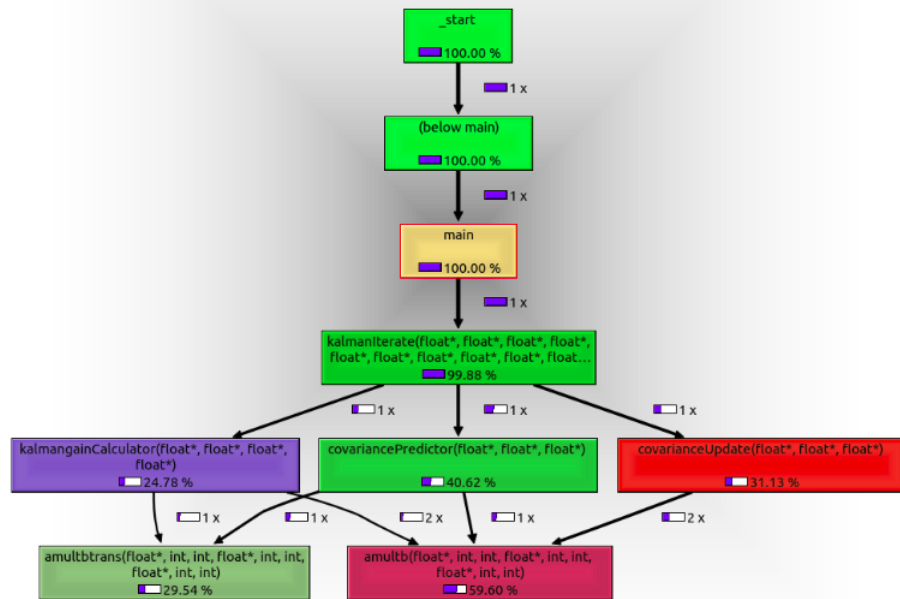 _start
100.00 %
1 x
(below main)
100.00 %
1 x
main
100.00 %
1 x
kalmanIterate(float*, float*, float*, float*,
float*, float*, float*, float*, float*, float...
99.88 %
1 x
1 x
1 x
kalmangainCalculator(float*, float*, float*,
float*)
24.78 %
covariancePredictor(float*, float*, float*)
40.62 %
covarianceUpdate(float*, float*, float*)
31.13 %
1 x
1 x
2 x
1 x
2 x
amultbtrans(float*, int, int, float*, int, int,
float*, int, int)
29.54 %
amultb(float*, int, int, float*, int, int,
float*, int, int)
59.60 %